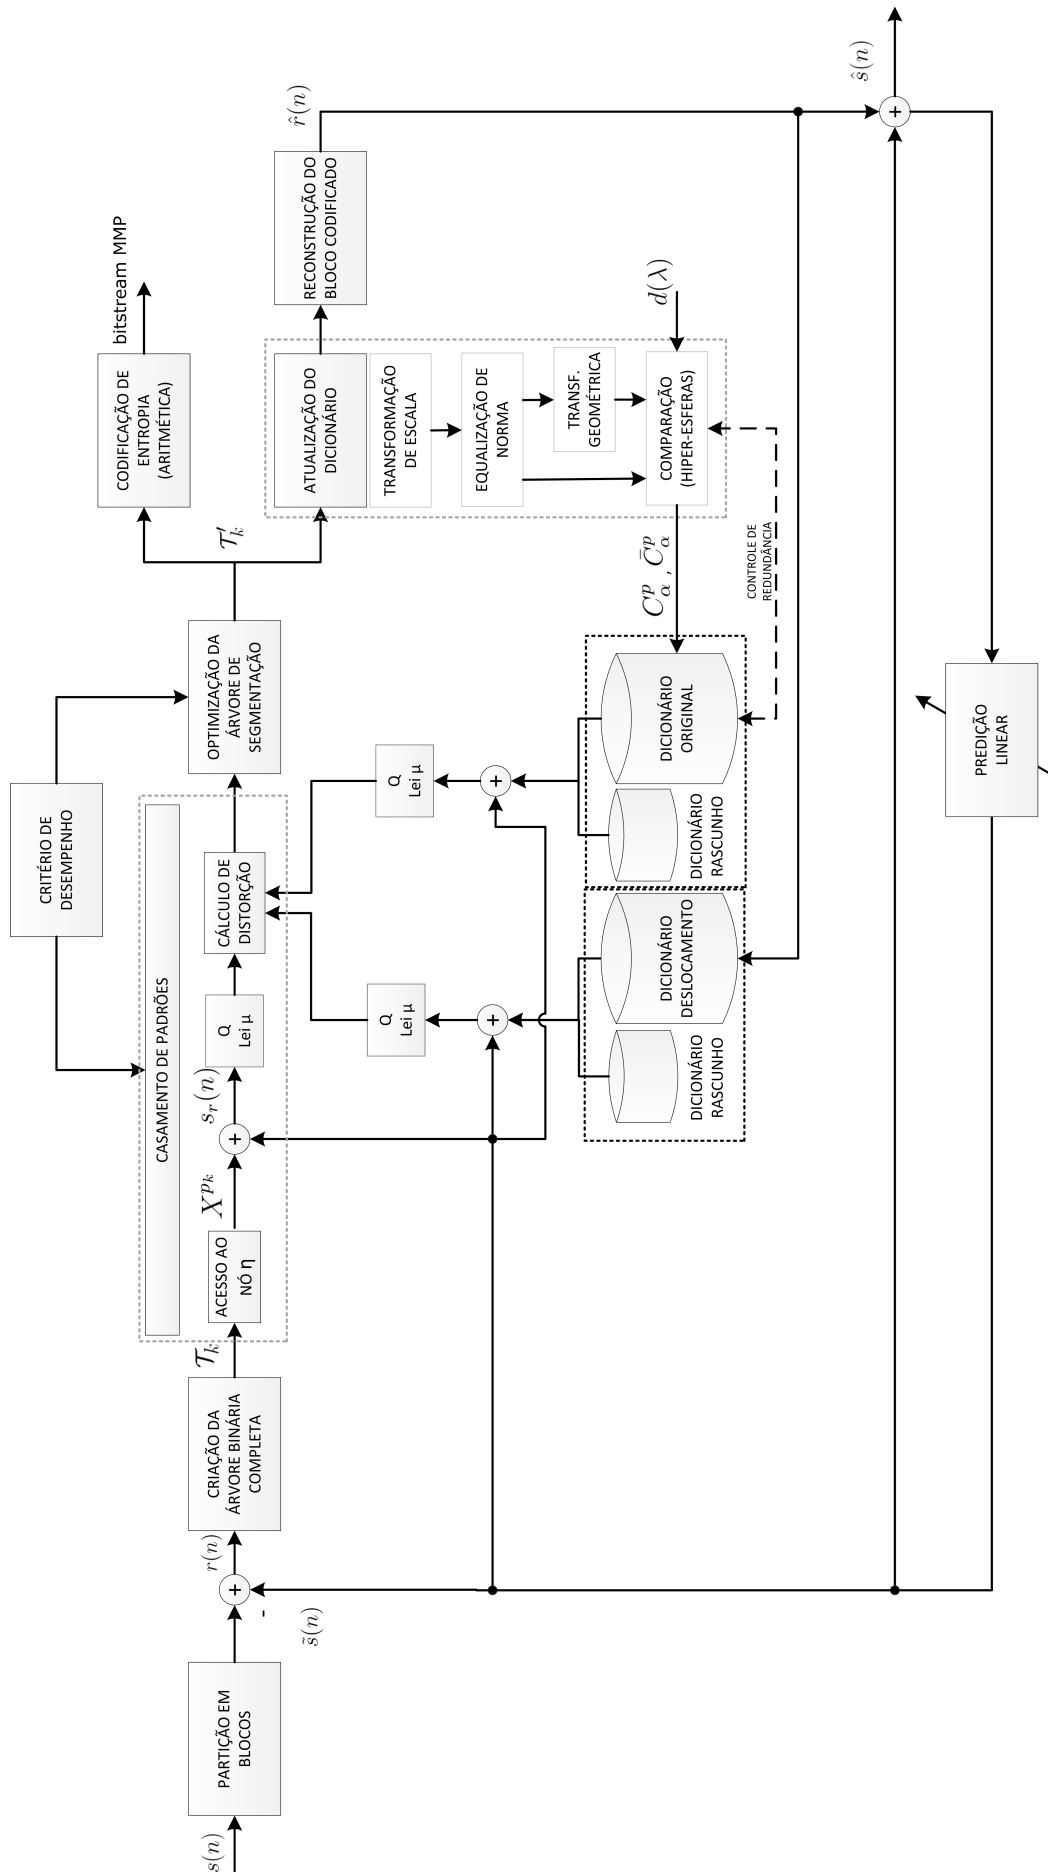 s(n)
PARTIÇÃO EM
BLOCOS
-
s̃(n)
r(n)
CRIAÇÃO DA
ÁRVORE BINÁRIA
COMPLETA
𝒯k
CASAMENTO DE PADRÕES
ACESSO AO
NÓ η
X^{p_k}
s_r(n)
Q
Lei μ
CÁLCULO DE
DISTORÇÃO
CRITÉRIO DE
DESEMPENHO
OPTIMIZAÇÃO DA
ÁRVORE DE
SEGMENTAÇÃO
𝒯'k
CODIFICAÇÃO DE
ENTROPIA
(ARITMÉTICA)
bitstream MMP
ATUALIZAÇÃO DO
DICIONÁRIO
TRANSFORMAÇÃO
DE ESCALA
EQUALIZAÇÃO DE
NORMA
TRANSF.
GEOMÉTRICA
COMPARAÇÃO
(HIPER-ESFERAS)
d(λ)
RECONSTRUÇÃO DO
BLOCO CODIFICADO
r̂(n)
ŝ(n)
Q
Lei μ
Q
Lei μ
DICIONÁRIO
RASCUNHO
DICIONÁRIO
DESLOCAMENTO
DICIONÁRIO
RASCUNHO
DICIONÁRIO
ORIGINAL
C^p_α , C̄^p_α
CONTROLE DE
REDUNDÂNCIA
PREDIÇÃO
LINEAR
+
+
+
+
+